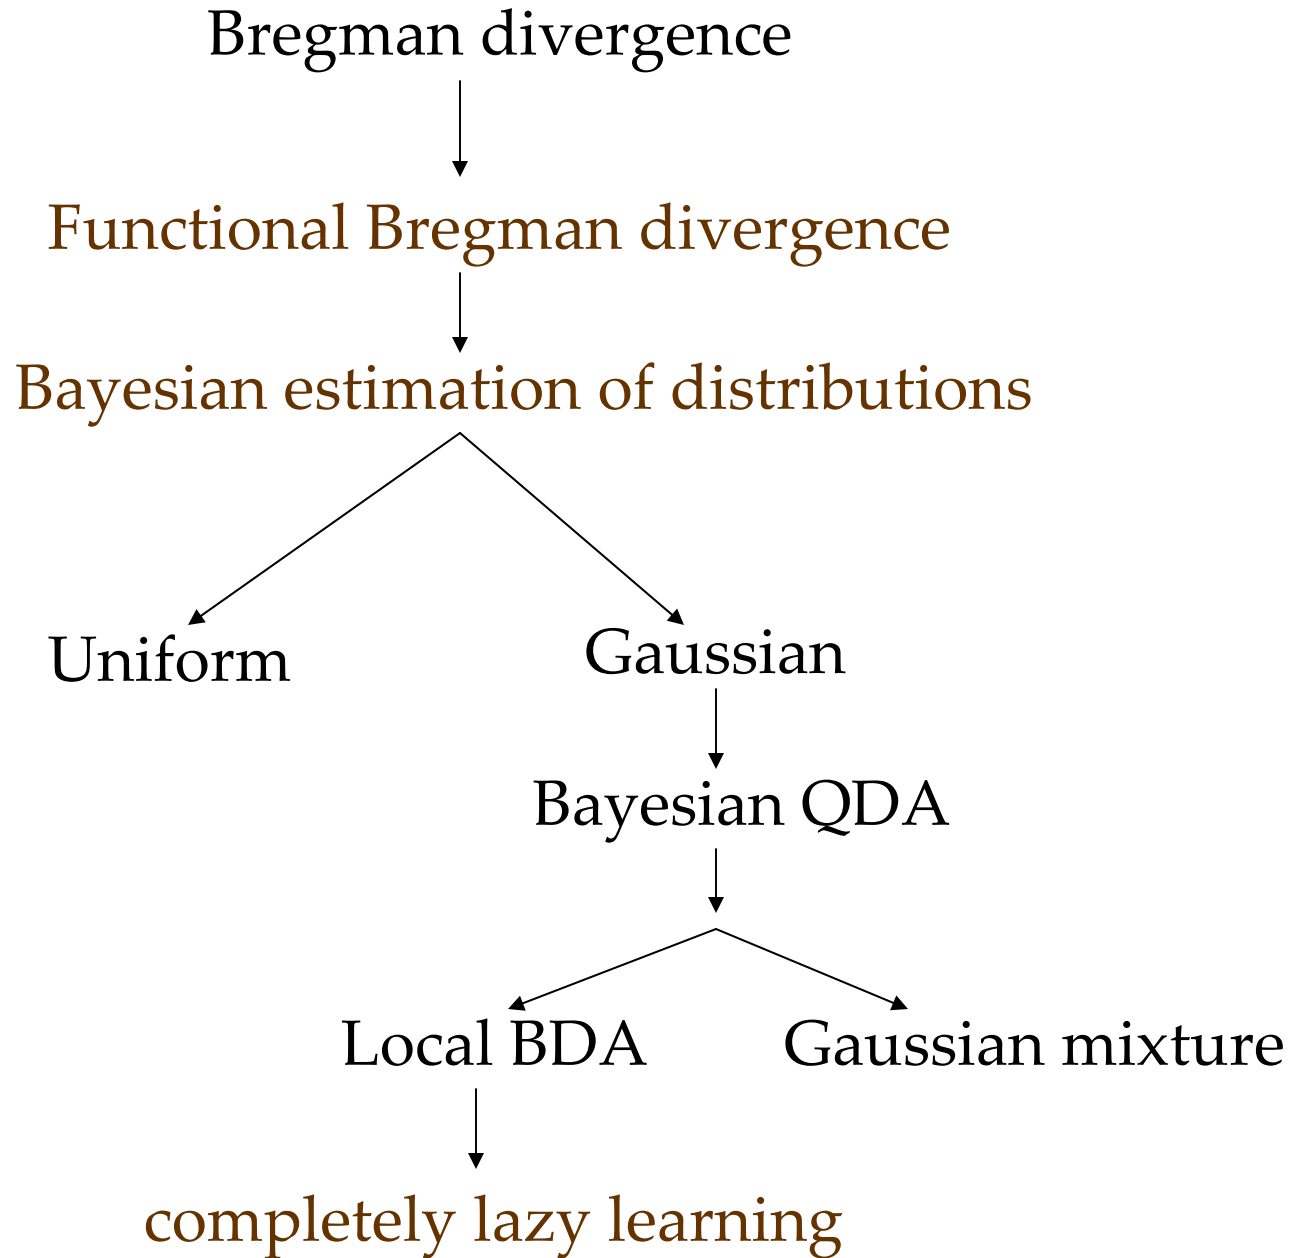 Bregman divergence
Functional Bregman divergence
Bayesian estimation of distributions
Uniform
Gaussian
Bayesian QDA
Local BDA
Gaussian mixture
completely lazy learning